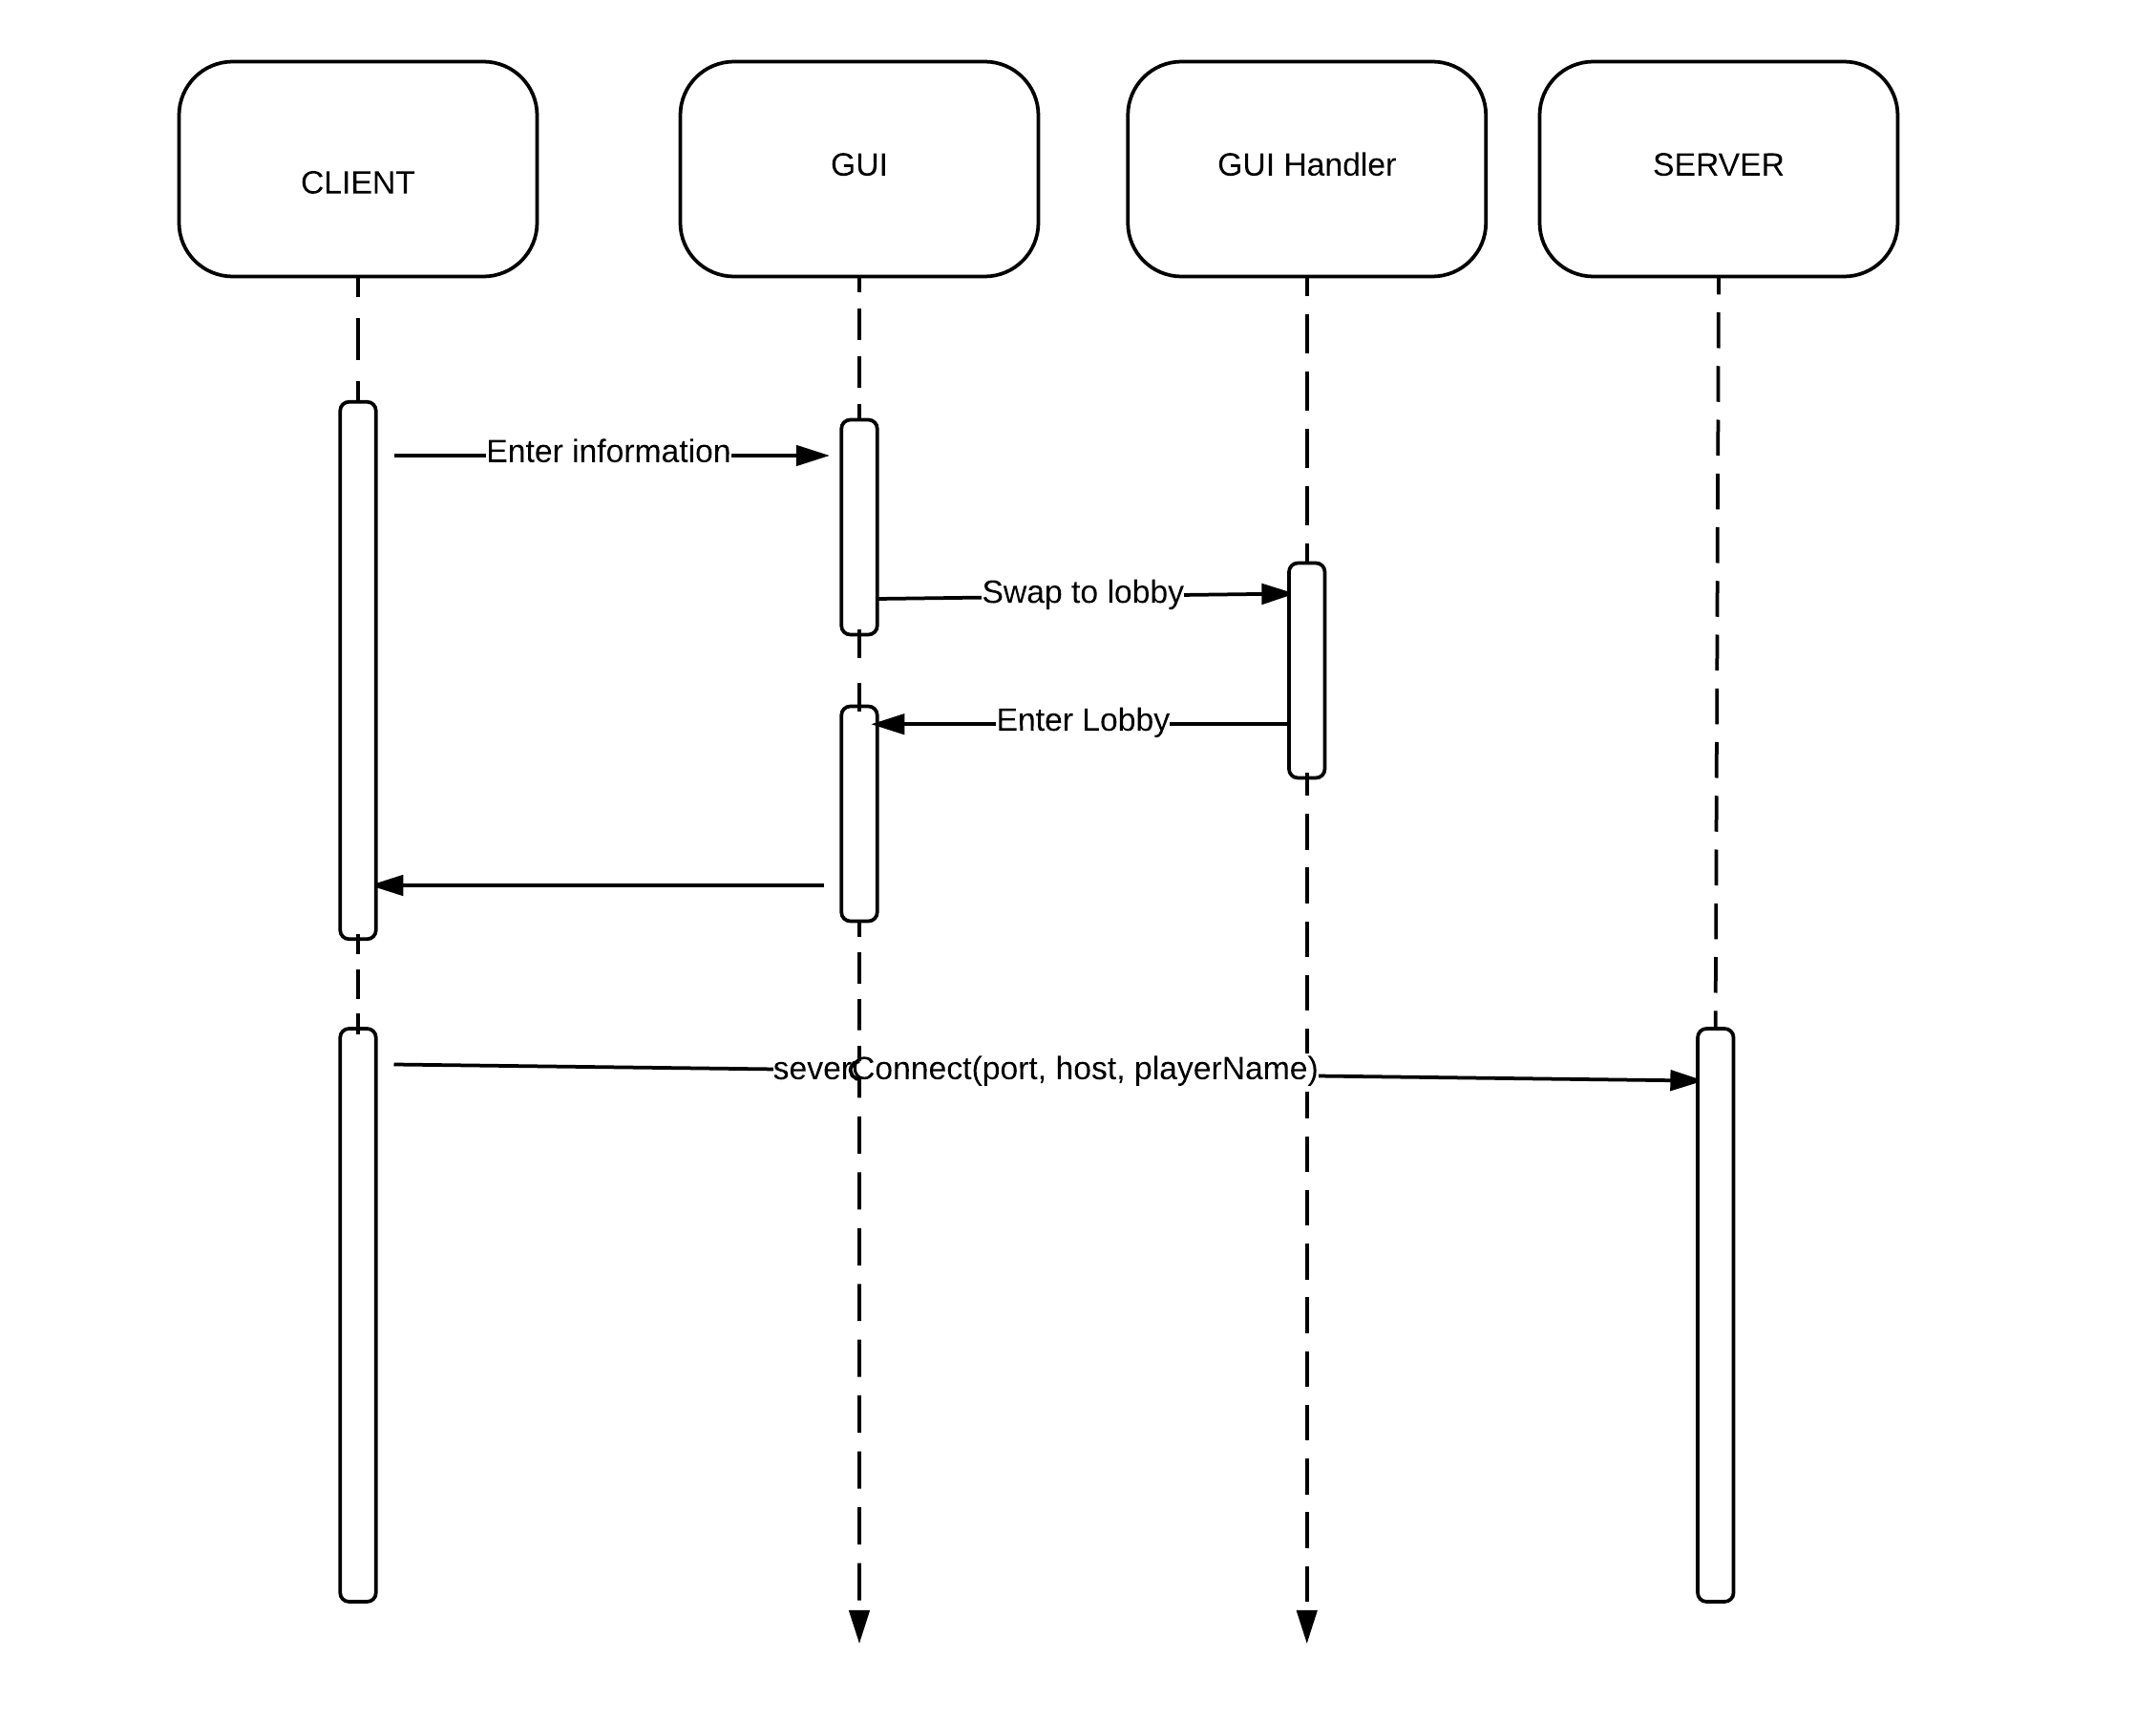 CLIENT
GUI
GUI Handler
SERVER
Enter information
Swap to lobby
Enter Lobby
severConnect(port, host, playerName)